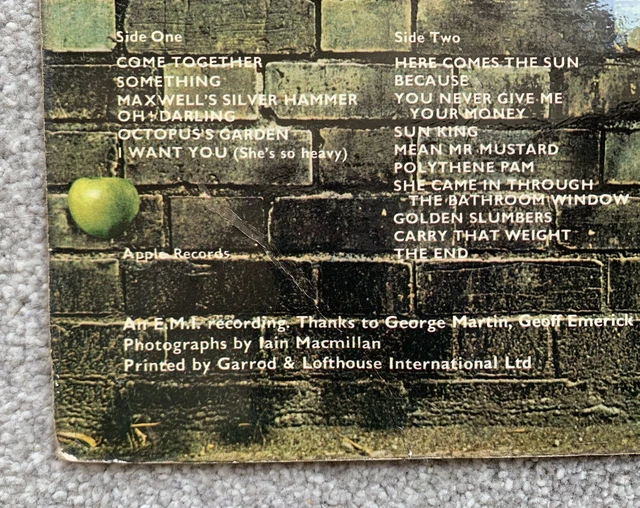 Side One
COME TOGETHER
SOMETHING
MAXWELL'S SILVER HAMMER
OH! DARLING
OCTOPUS'S GARDEN
I WANT YOU (She's so heavy)
Apple Records
Side Two
HERE COMES THE SUN
BECAUSE
YOU NEVER GIVE ME
YOUR MONEY
SUN KING
MEAN MR MUSTARD
POLYTHENE PAM
SHE CAME IN THROUGH
THE BATHROOM WINDOW
GOLDEN SLUMBERS
CARRY THAT WEIGHT
THE END
An E.M.I. recording. Thanks to George Martin, Geoff Emerick
Photographs by Iain Macmillan
Printed by Garrod & Lofthouse International Ltd